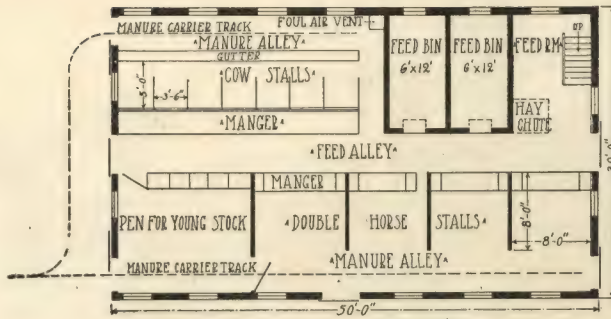 MANURE CARRIER TRACK
FOUL AIR VENT
MANURE ALLEY
GUTTER
COW STALLS
5'-0"
3'-6"
MANGER
FEED BIN
6'x12'
FEED BIN
6'x12'
FEED RM.
UP
HAY
CHUTE
FEED ALLEY
MANGER
PEN FOR YOUNG STOCK
DOUBLE HORSE STALLS
8'-0"
8'-0"
MANURE CARRIER TRACK
MANURE ALLEY
50'-0"